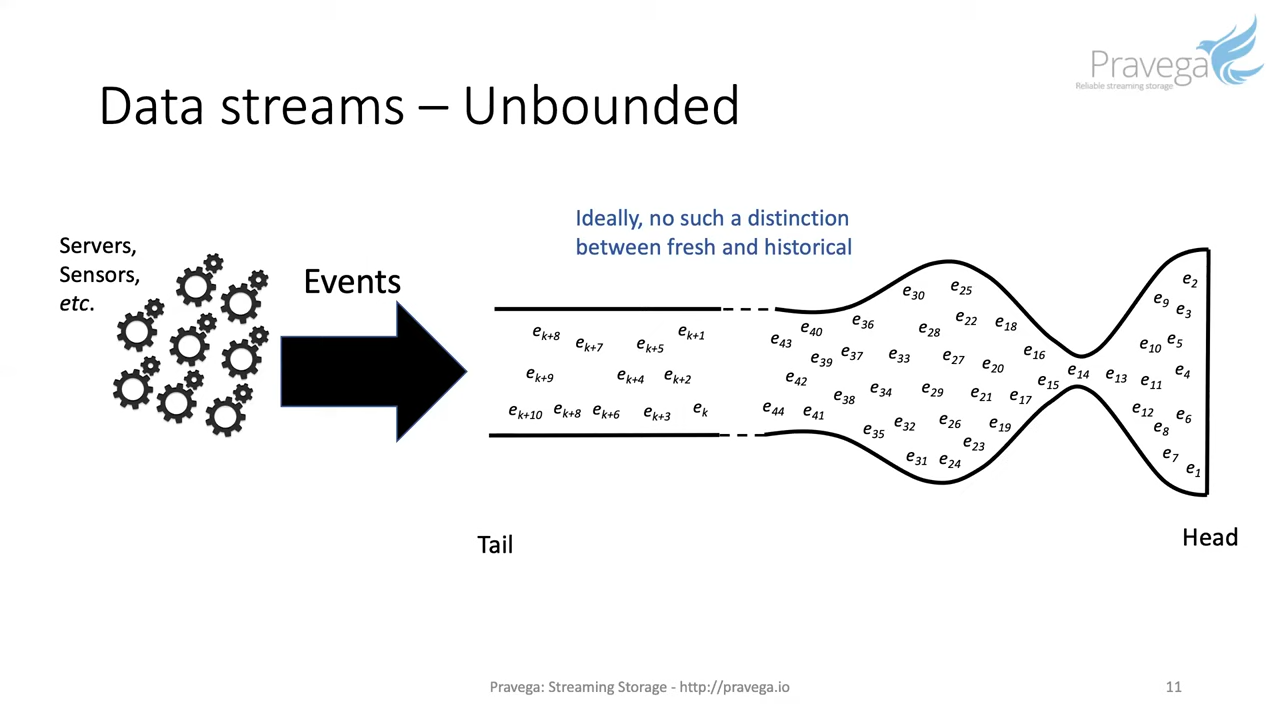 Pravega
Reliable streaming storage
Data streams – Unbounded
Ideally, no such a distinction
between fresh and historical
Servers,
Sensors,
etc.
Events
e2
e30 e25
e9 e3
e22
e40 e36 e28 e18
ek+8 ek+7 ek+5 ek+1
e43 e39 e37 e33 e27 e20 e16
e10 e5
ek+9 ek+4 ek+2
e42 e15 e14 e13 e11 e4
e38 e34 e29 e21 e17
ek+10 ek+8 ek+6 ek+3 ek
e44 e41 e35 e32 e26 e19
e12 e6
e8
e23
e31 e24
e7 e1
Tail
Head
Pravega: Streaming Storage - http://pravega.io
11